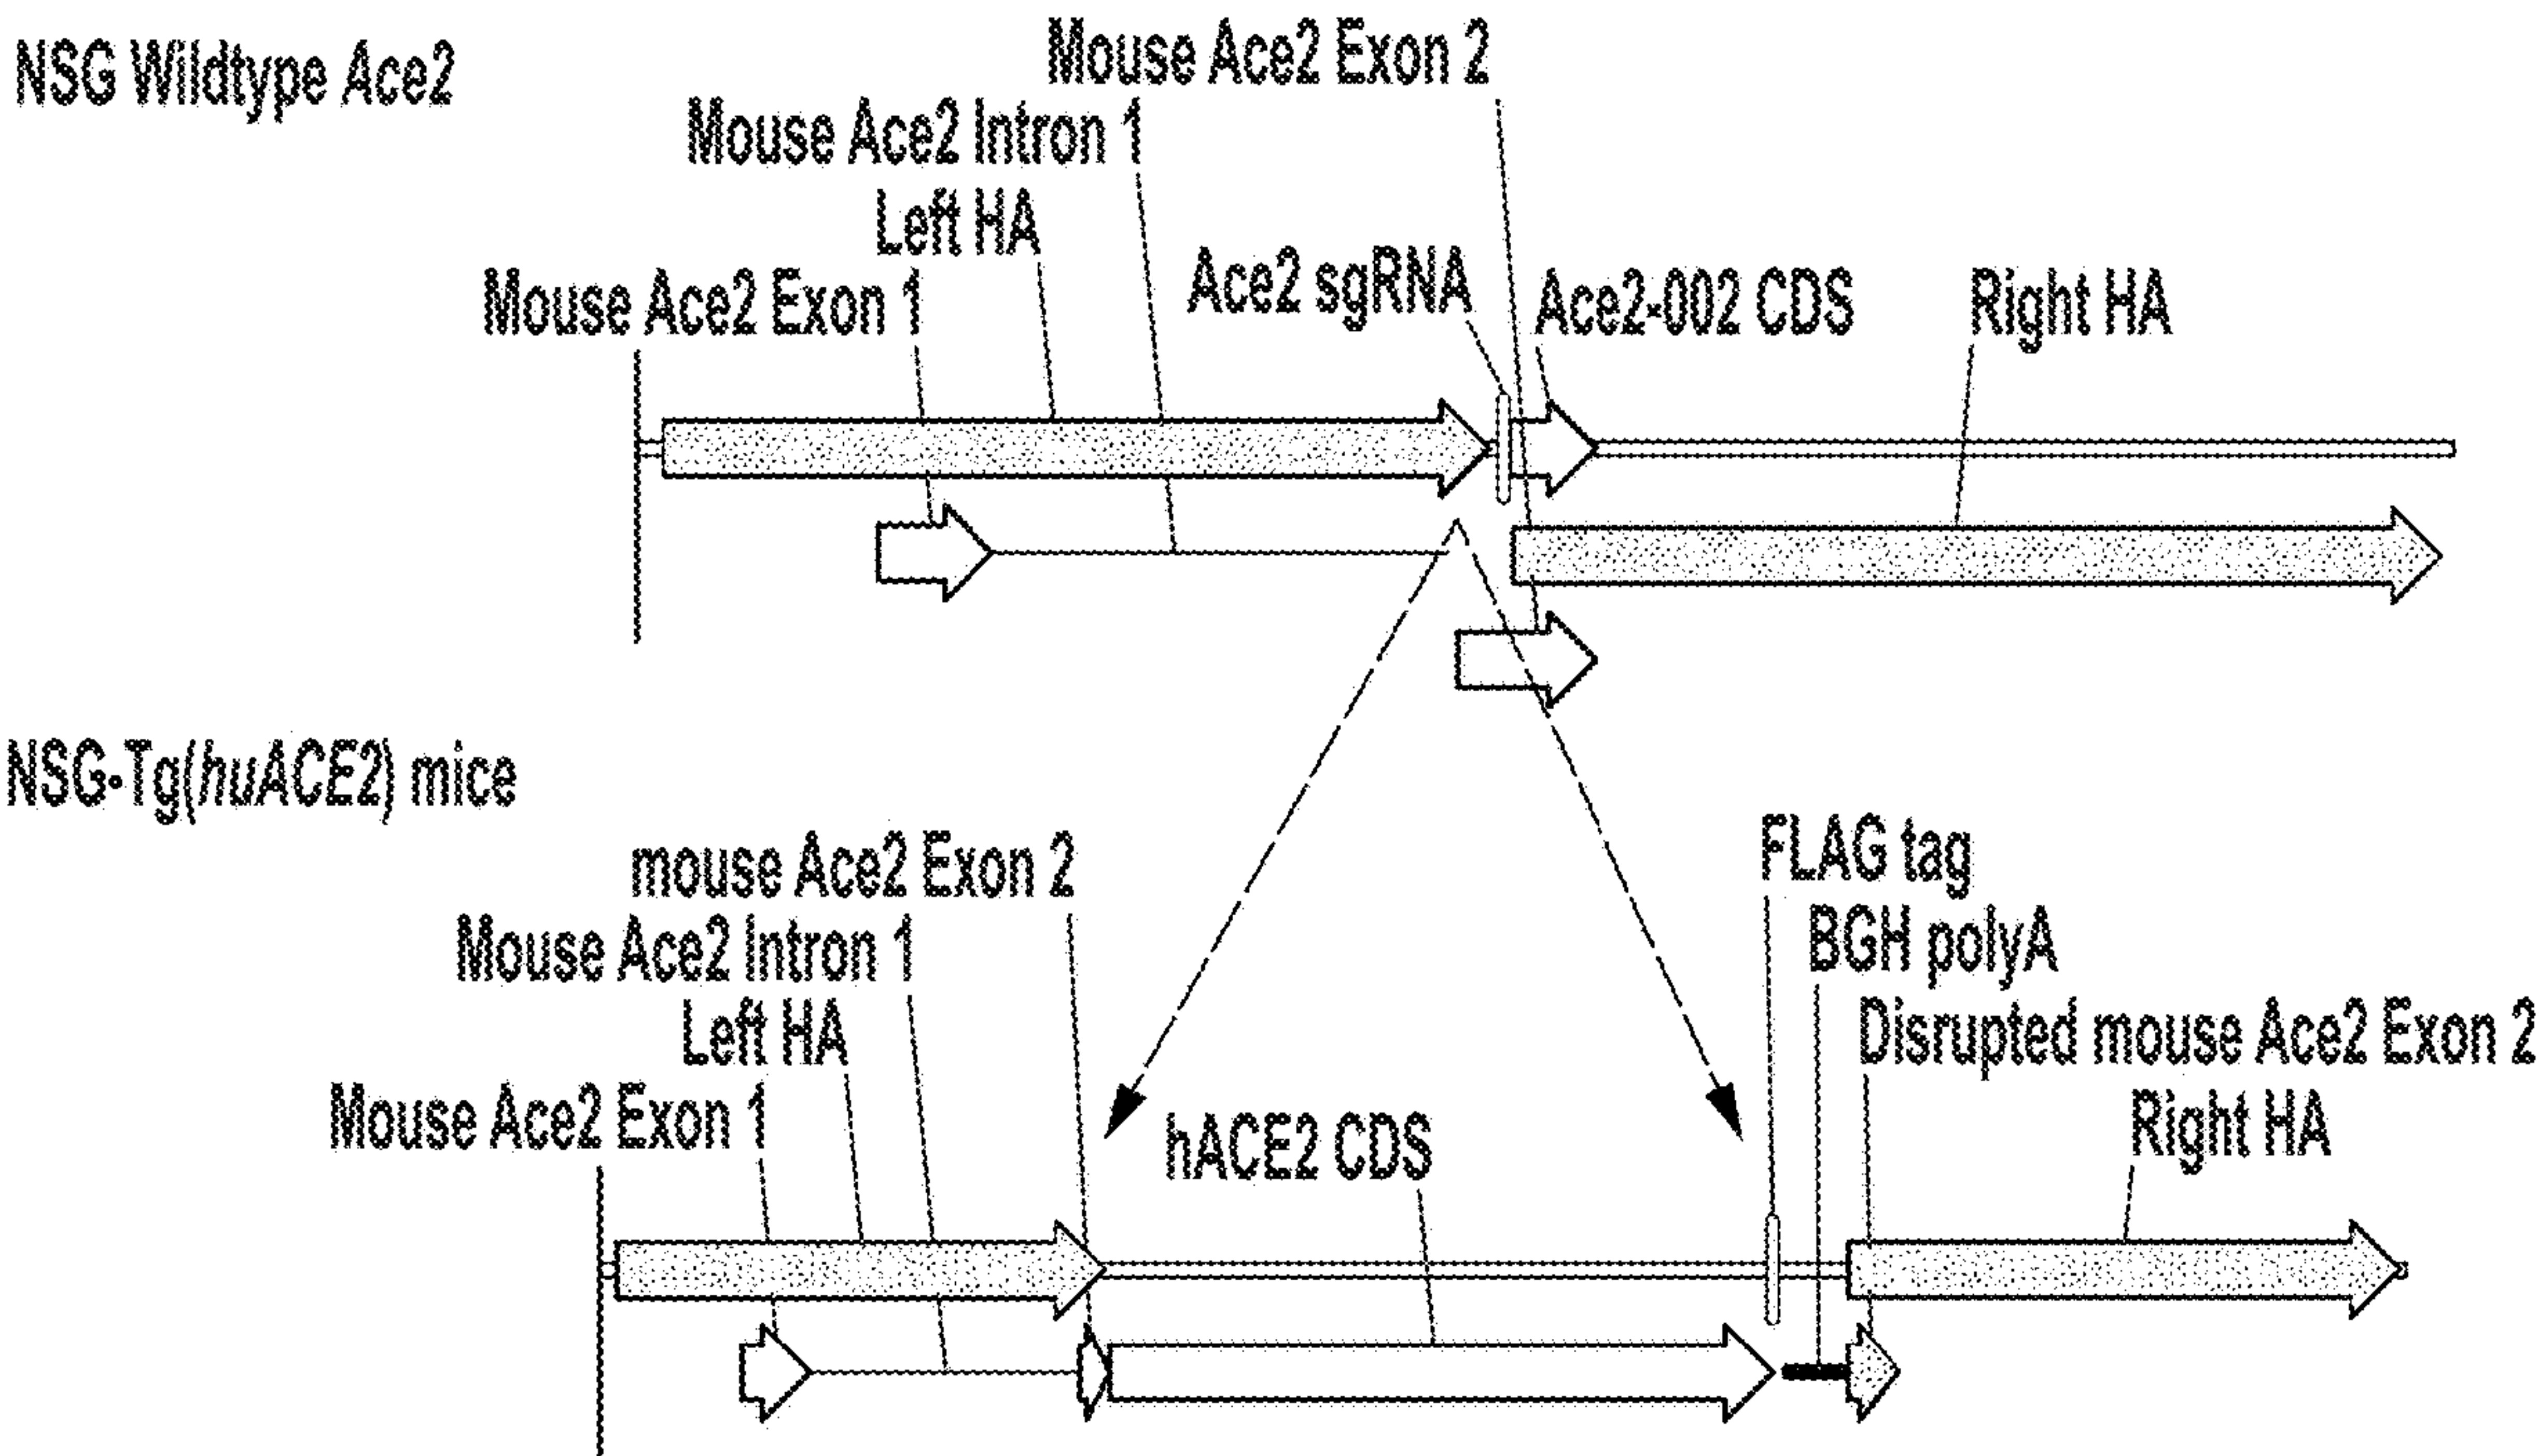 NSG Wildtype Ace2
Mouse Ace2 Exon 2
Mouse Ace2 Intron 1
Left HA
Mouse Ace2 Exon 1
Ace2 sgRNA
Ace2-002 CDS
Right HA
NSG-Tg(huACE2) mice
mouse Ace2 Exon 2
Mouse Ace2 Intron 1
Left HA
Mouse Ace2 Exon 1
hACE2 CDS
FLAG tag
BGH polyA
Disrupted mouse Ace2 Exon 2
Right HA